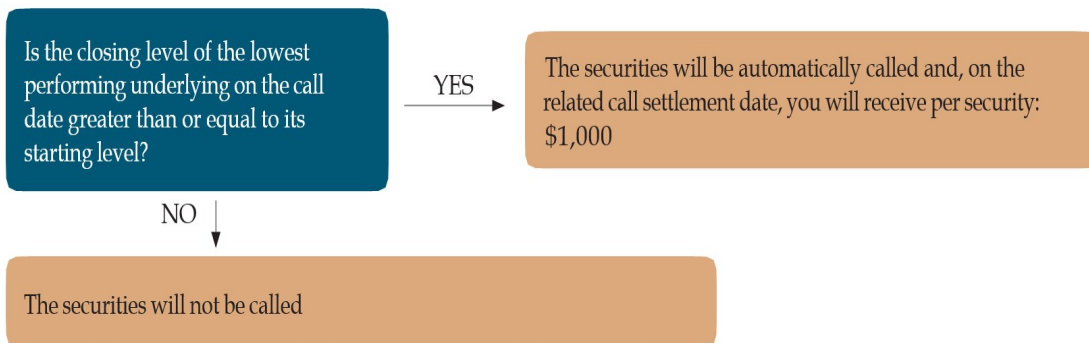 Is the closing level of the lowest
performing underlying on the call
date greater than or equal to its
starting level?
YES
The securities will be automatically called and, on the
related call settlement date, you will receive per security:
$1,000
NO
The securities will not be called